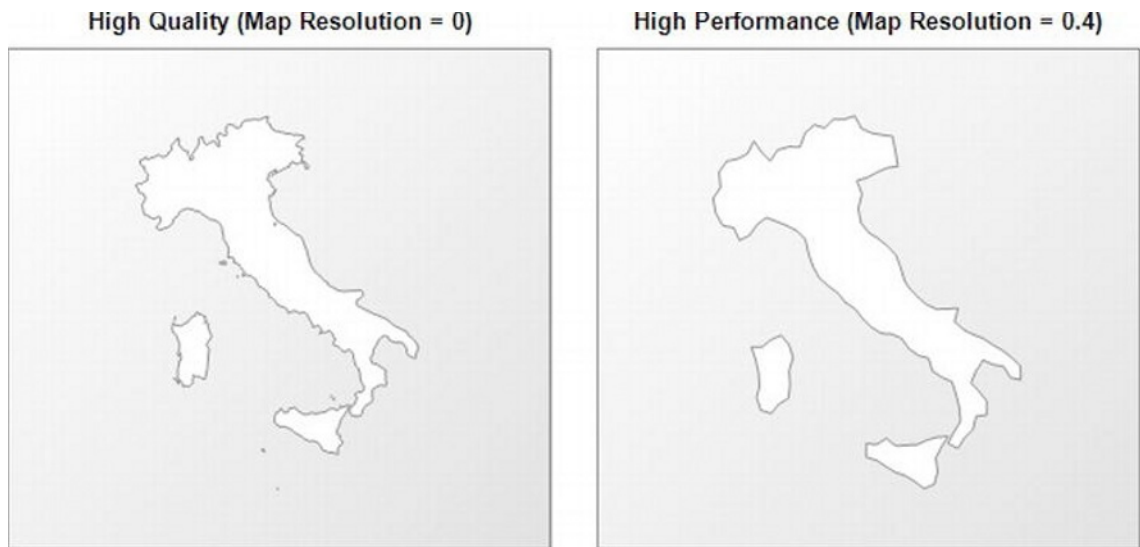 High Quality (Map Resolution = 0)
High Performance (Map Resolution = 0.4)